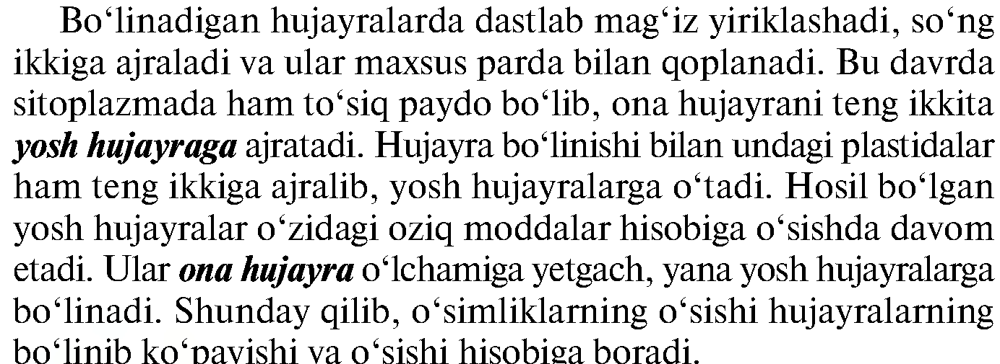 Bo‘linadigan hujayralarda dastlab mag‘iz yiriklashadi, so‘ng
ikkiga ajraladi va ular maxsus parda bilan qoplanadi. Bu davrda
sitoplazmada ham to‘siq paydo bo‘lib, ona hujayrani teng ikkita
yosh hujayraga ajratadi. Hujayra bo‘linishi bilan undagi plastidalar
ham teng ikkiga ajralib, yosh hujayralarga o‘tadi. Hosil bo‘lgan
yosh hujayralar o‘zidagi oziq moddalar hisobiga o‘sishda davom
etadi. Ular ona hujayra o‘lchamiga yetgach, yana yosh hujayralarga
bo‘linadi. Shunday qilib, o‘simliklarning o‘sishi hujayralarning
bo‘linib ko‘payishi va o‘sishi hisobiga boradi.